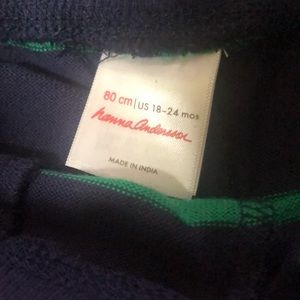 80 cm | US 18-24 mos
hanna andersson
MADE IN INDIA